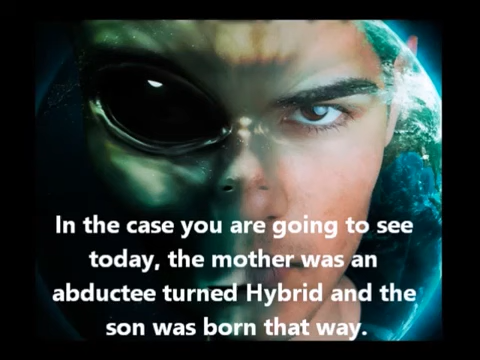 In the case you are going to see
today, the mother was an
abductee turned Hybrid and the
son was born that way.